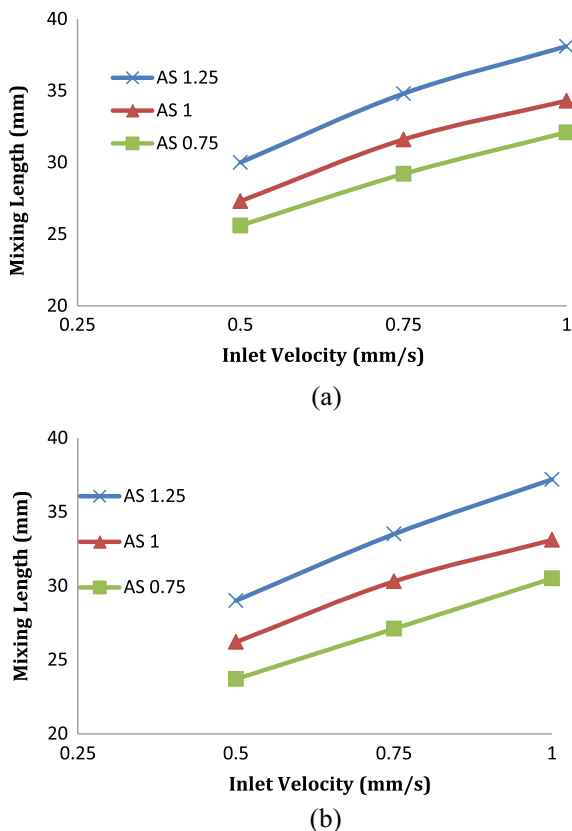 40
35
30
25
20
Mixing Length (mm)
AS 1.25
AS 1
AS 0.75
0.25
0.5
0.75
1
Inlet Velocity (mm/s)
(a)
40
35
30
25
20
Mixing Length (mm)
AS 1.25
AS 1
AS 0.75
0.25
0.5
0.75
1
Inlet Velocity (mm/s)
(b)